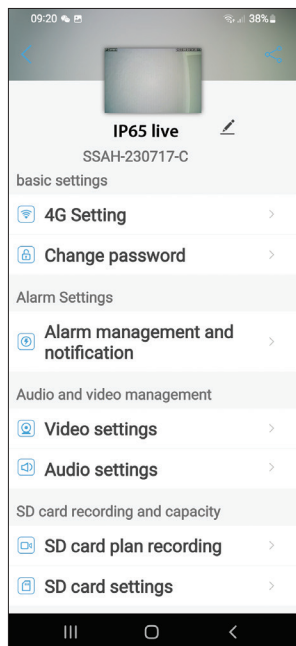 09:20
38%
IP65 live
SSAH-230717-C
basic settings
4G Setting
Change password
Alarm Settings
Alarm management and
notification
Audio and video management
Video settings
Audio settings
SD card recording and capacity
SD card plan recording
SD card settings